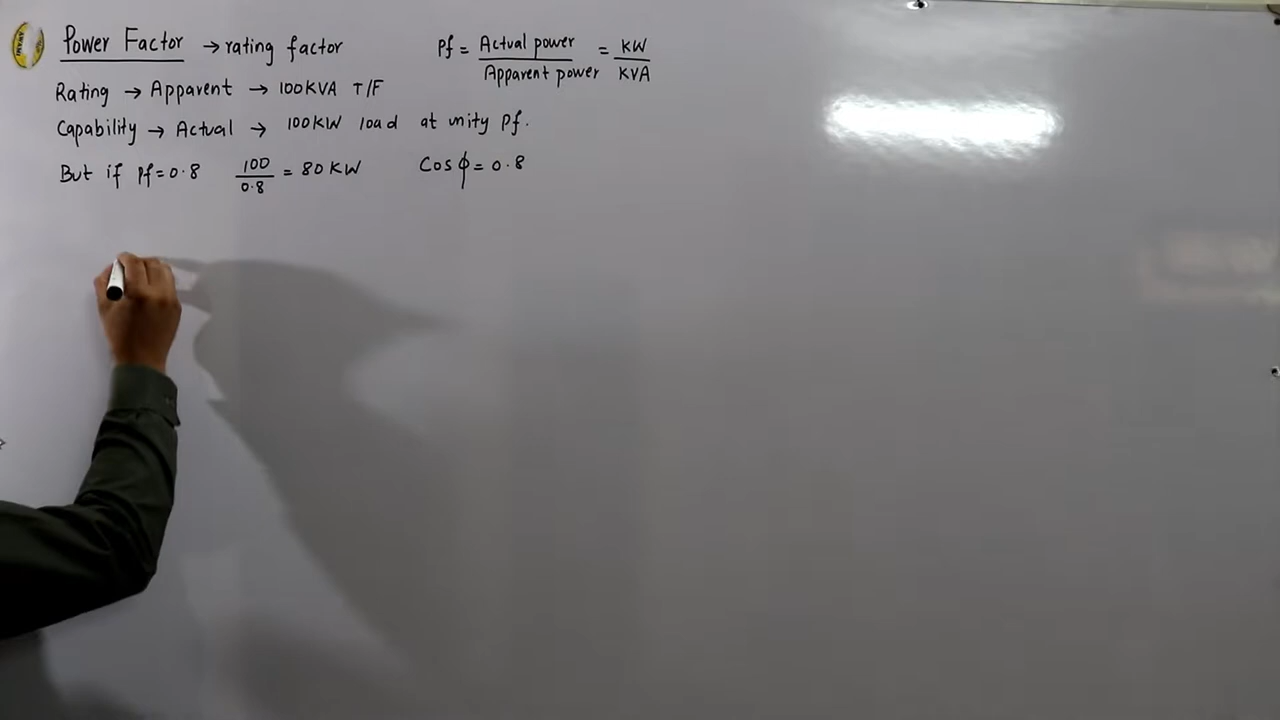 Power Factor → rating factor Pf = Actual power / Apparent power = KW / KVA
Rating → Apparent → 100KVA T/F
Capability → Actual → 100KW load at unity Pf.
But if Pf=0.8 100/0.8 = 80 KW Cos ϕ = 0.8